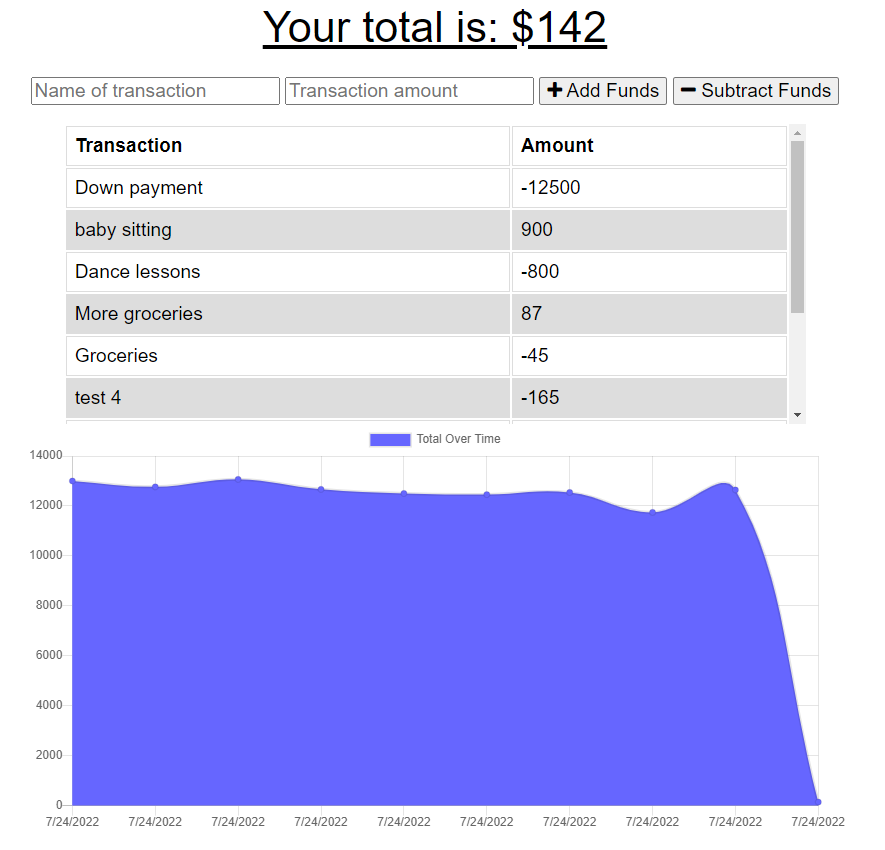 Your total is: $142
Name of transaction Transaction amount + Add Funds − Subtract Funds
Transaction Amount
Down payment -12500
baby sitting 900
Dance lessons -800
More groceries 87
Groceries -45
test 4 -165
Total Over Time
14000
12000
10000
8000
6000
4000
2000
0
7/24/2022 7/24/2022 7/24/2022 7/24/2022 7/24/2022 7/24/2022 7/24/2022 7/24/2022 7/24/2022 7/24/2022